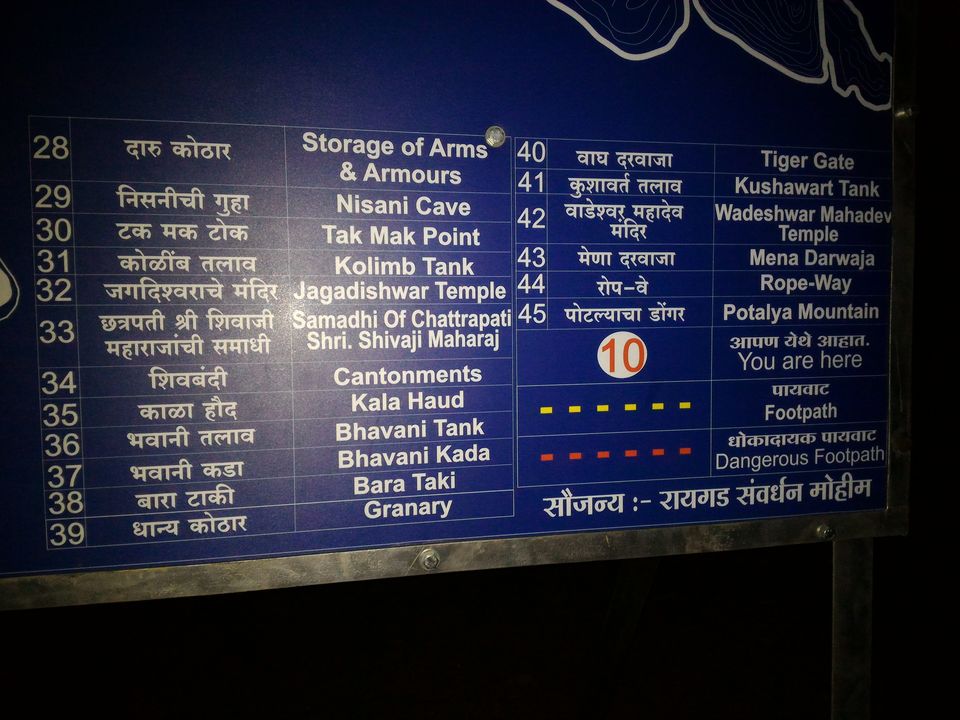 28 दारु कोठार Storage of Arms
& Armours
29 निसनीची गुहा Nisani Cave
30 टक मक टोक Tak Mak Point
31 कोळींब तलाव Kolimb Tank
32 जगदिश्वराचे मंदिर Jagadishwar Temple
33 छत्रपती श्री शिवाजी Samadhi Of Chattrapati
महाराजांची समाधी Shri. Shivaji Maharaj
34 शिवबंदी Cantonments
35 काळा हौद Kala Haud
36 भवानी तलाव Bhavani Tank
37 भवानी कडा Bhavani Kada
38 बारा टाकी Bara Taki
39 धान्य कोठार Granary
40 वाघ दरवाजा Tiger Gate
41 कुशावर्त तलाव Kushawart Tank
42 वाडेश्वर महादेव Wadeshwar Mahadev
मंदिर Temple
43 मेणा दरवाजा Mena Darwaja
44 रोप-वे Rope-Way
45 पोटल्याचा डोंगर Potalya Mountain
10 आपण येथे आहात.
You are here
पायवाट
Footpath
धोकादायक पायवाट
Dangerous Footpath
सौजन्य :- रायगड संवर्धन मोहीम